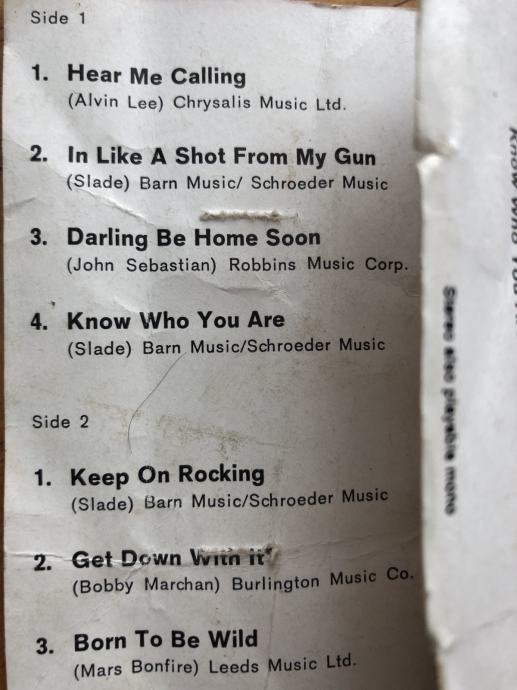 Side 1
1. Hear Me Calling
(Alvin Lee) Chrysalis Music Ltd.
2. In Like A Shot From My Gun
(Slade) Barn Music/ Schroeder Music
3. Darling Be Home Soon
(John Sebastian) Robbins Music Corp.
4. Know Who You Are
(Slade) Barn Music/Schroeder Music
Side 2
1. Keep On Rocking
(Slade) Barn Music/Schroeder Music
2. Get Down With it"
(Bobby Marchan) Burlington Music Co.
3. Born To Be Wild
(Mars Bonfire) Leeds Music Ltd.
Stereo also playable mono
Know Who You